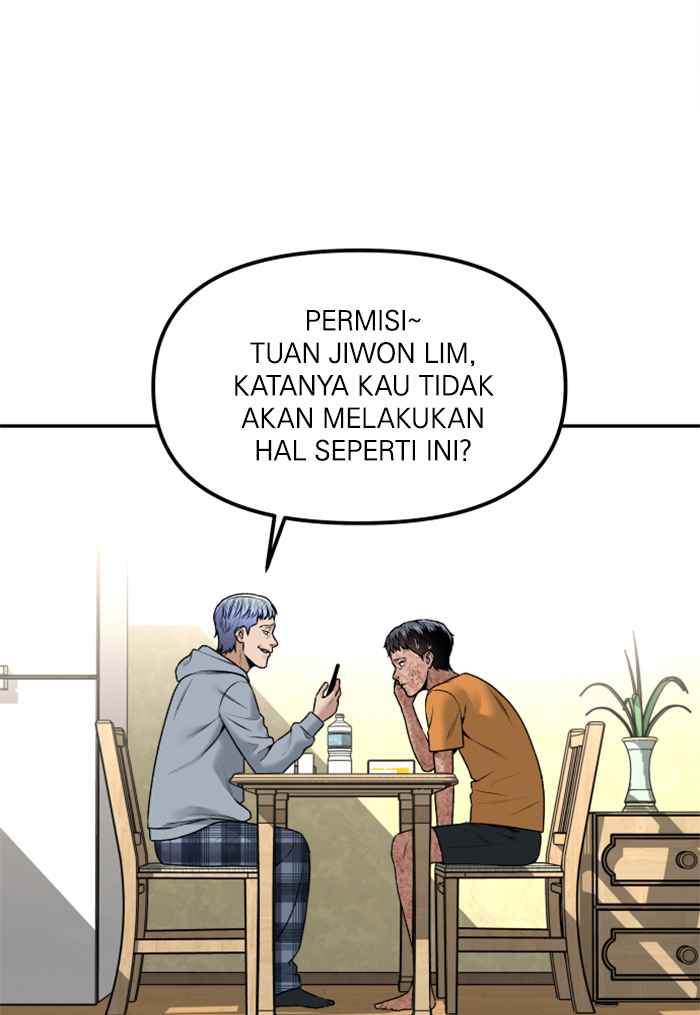 PERMISI~
TUAN JIWON LIM,
KATANYA KAU TIDAK
AKAN MELAKUKAN
HAL SEPERTI INI?